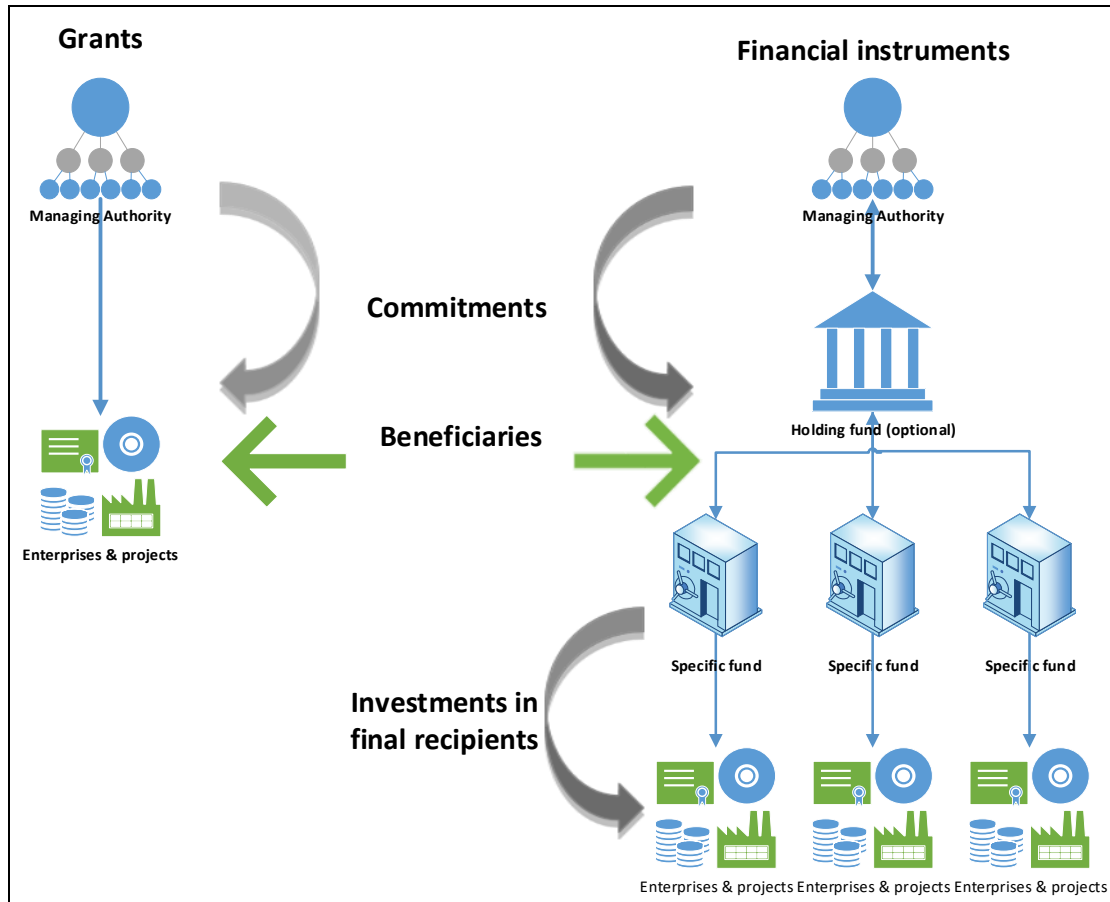 Grants
Financial instruments
Managing Authority
Managing Authority
Commitments
Beneficiaries
Holding fund (optional)
Enterprises & projects
Specific fund
Specific fund
Specific fund
Investments in
final recipients
Enterprises & projects
Enterprises & projects
Enterprises & projects